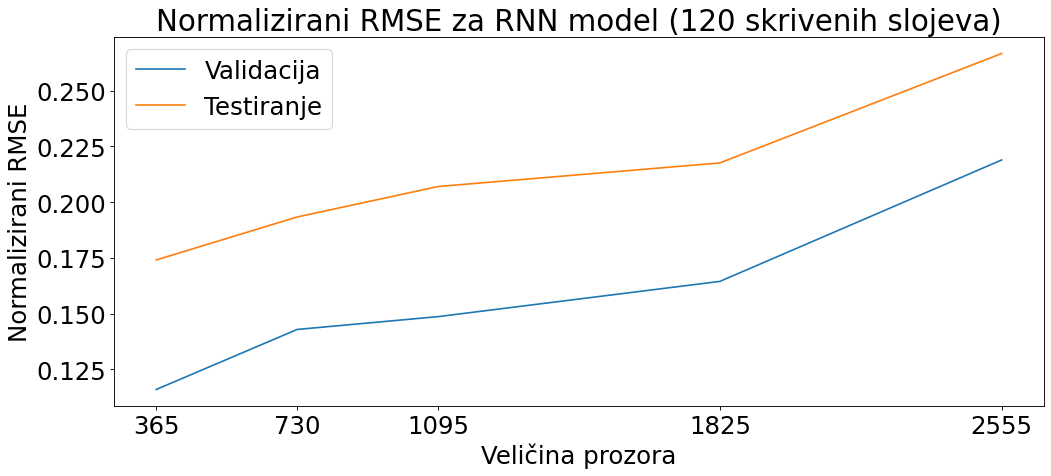 Normalizirani RMSE za RNN model (120 skrivenih slojeva)
Validacija
Testiranje
Normalizirani RMSE
0.250
0.225
0.200
0.175
0.150
0.125
365 730 1095 1825 2555
Veličina prozora